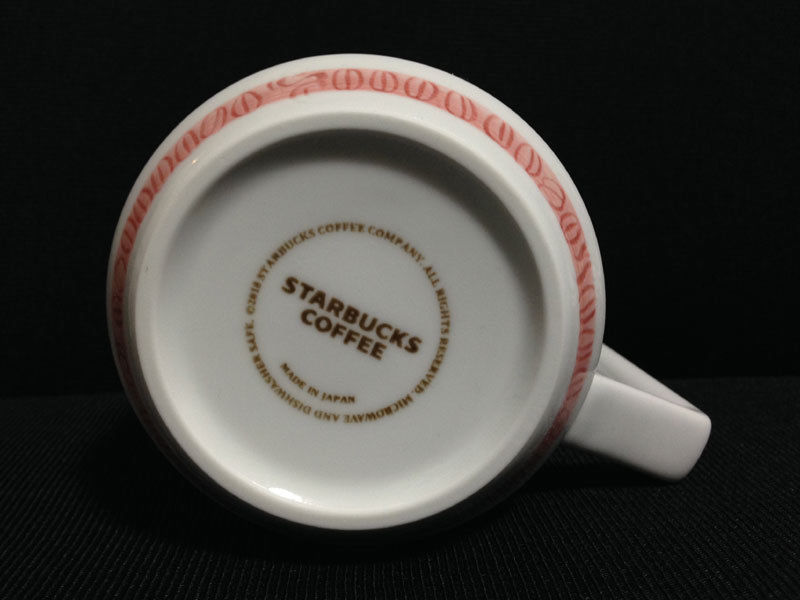 ©2010 STARBUCKS COFFEE COMPANY. ALL RIGHTS RESERVED. MICROWAVE AND DISHWASHER SAFE.
STARBUCKS
COFFEE
MADE IN JAPAN